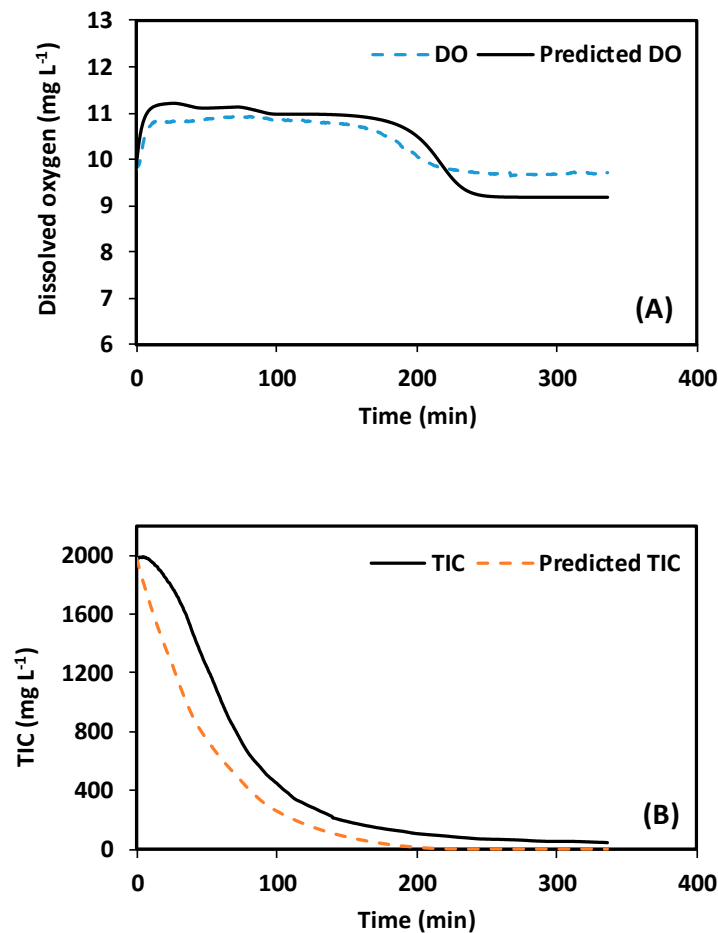 13
12
11
10
9
8
7
6
Dissolved oxygen (mg L⁻¹)
DO Predicted DO
(A)
0 100 200 300 400
Time (min)
2000
1600
1200
800
400
0
TIC (mg L⁻¹)
TIC Predicted TIC
(B)
0 100 200 300 400
Time (min)